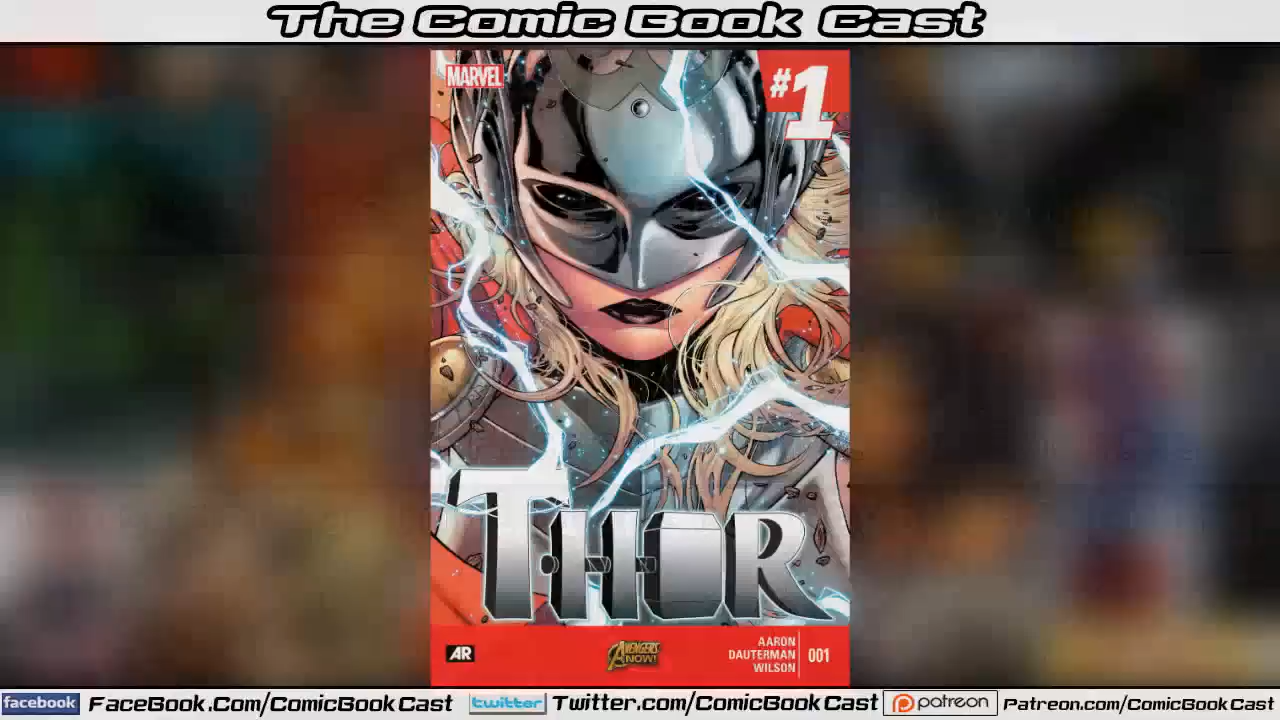 The Comic Book Cast
MARVEL
#1
THOR
AR
AVENGERS
NOW!
AARON
DAUTERMAN
WILSON
001
facebook
FaceBook.Com/ComicBookCast
twitter
Twitter.com/ComicBookCast
patreon
Patreon.com/ComicBookCast